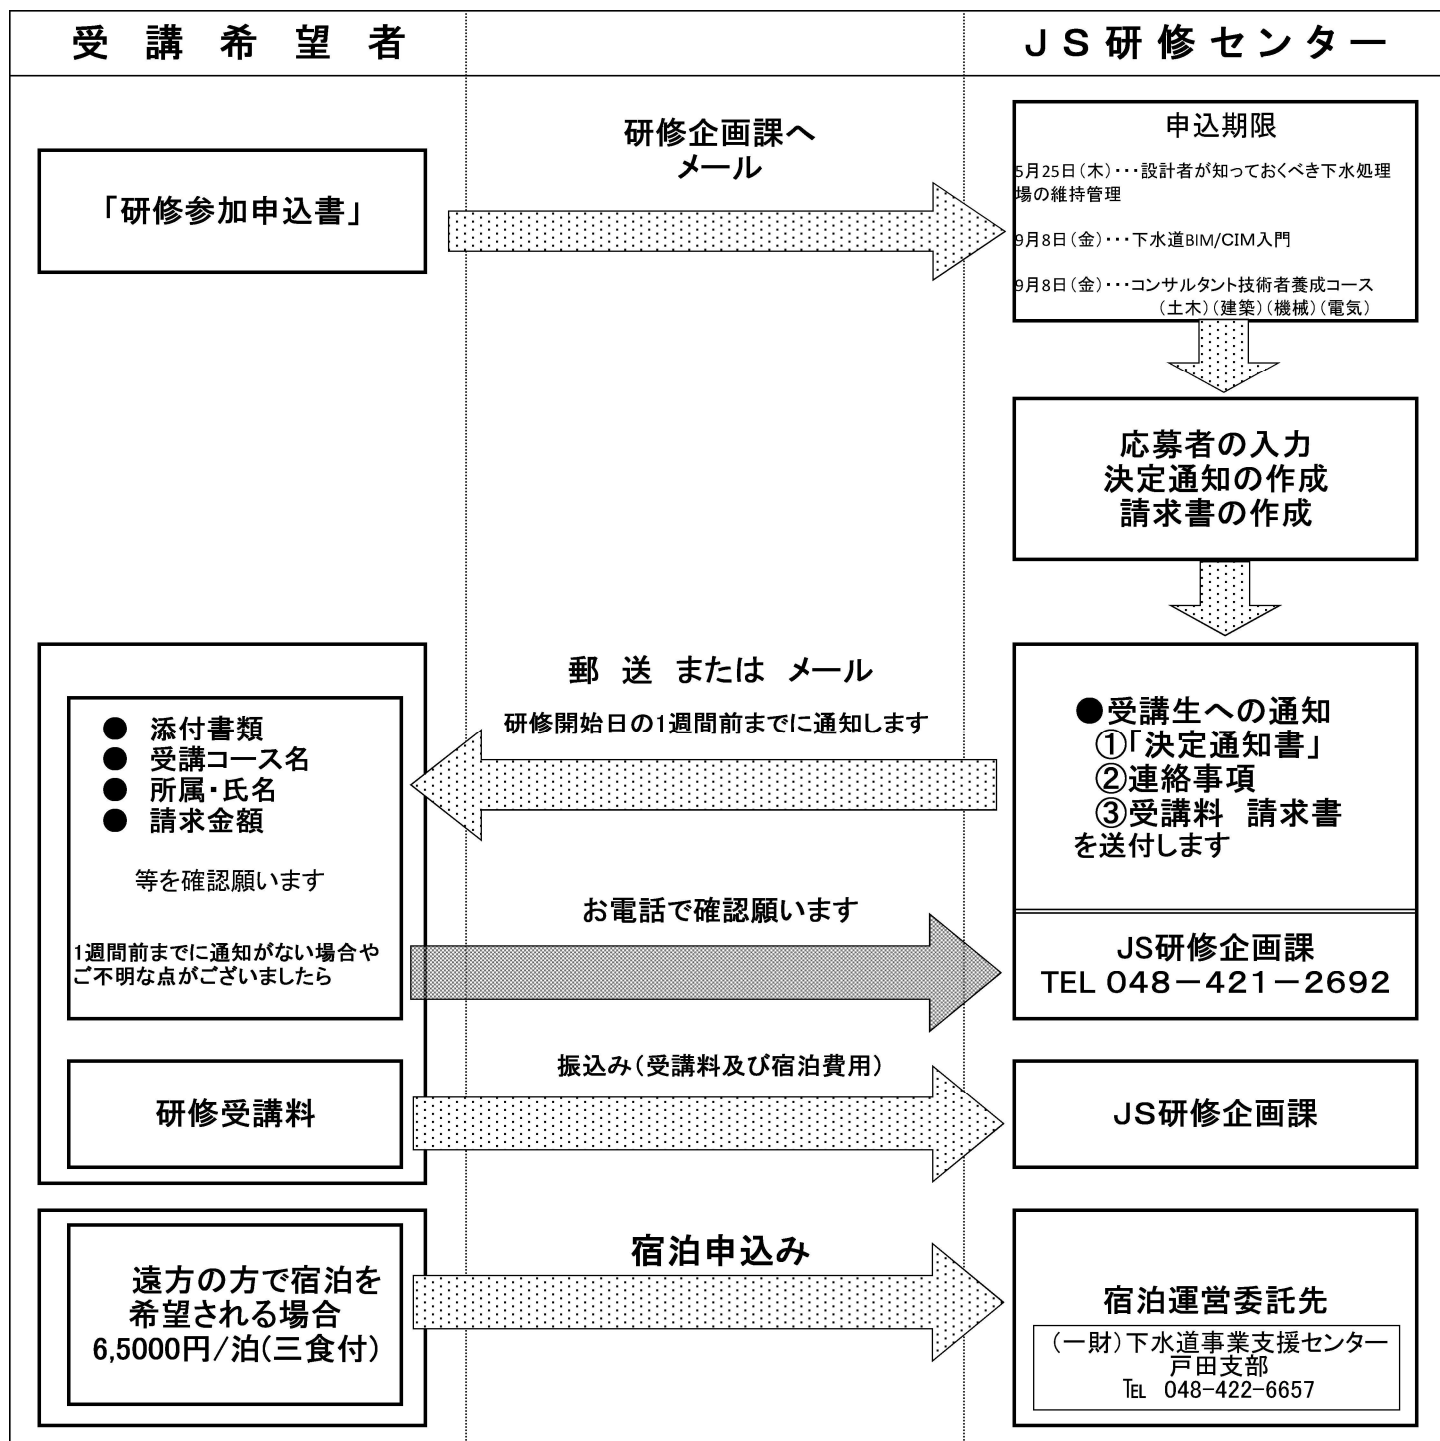 受講希望者
JS研修センター
研修企画課へ
メール
「研修参加申込書」
申込期限
5月25日(木)・・・設計者が知っておくべき下水処理
場の維持管理
9月8日(金)・・・下水道BIM/CIM入門
9月8日(金)・・・コンサルタント技術者養成コース
(土木)(建築)(機械)(電気)
応募者の入力
決定通知の作成
請求書の作成
郵送 または メール
研修開始日の1週間前までに通知します
● 添付書類
● 受講コース名
● 所属・氏名
● 請求金額
等を確認願います
1週間前までに通知がない場合や
ご不明な点がございましたら
●受講生への通知
①「決定通知書」
②連絡事項
③受講料 請求書
を送付します
お電話で確認願います
JS研修企画課
TEL 048-421-2692
研修受講料
振込み(受講料及び宿泊費用)
JS研修企画課
遠方の方で宿泊を
希望される場合
6,5000円/泊(三食付)
宿泊申込み
宿泊運営委託先
(一財)下水道事業支援センター
戸田支部
℡ 048-422-6657